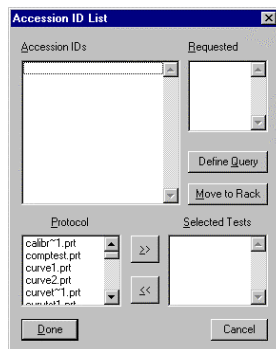 Accession ID List
Accession IDs
Requested
Define Query
Move to Rack
Protocol
Selected Tests
calibr~1.prt
comptest.prt
curve1.prt
curve2.prt
curvet~1.prt
>>
<<
Done
Cancel